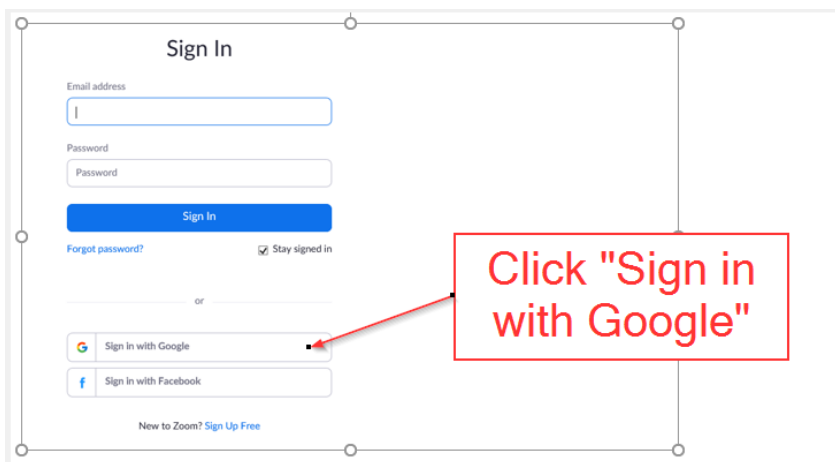 Sign In
Email address
Password
Password
Sign In
Forgot password?
Stay signed in
or
Sign in with Google
Sign in with Facebook
New to Zoom? Sign Up Free
Click "Sign in
with Google"